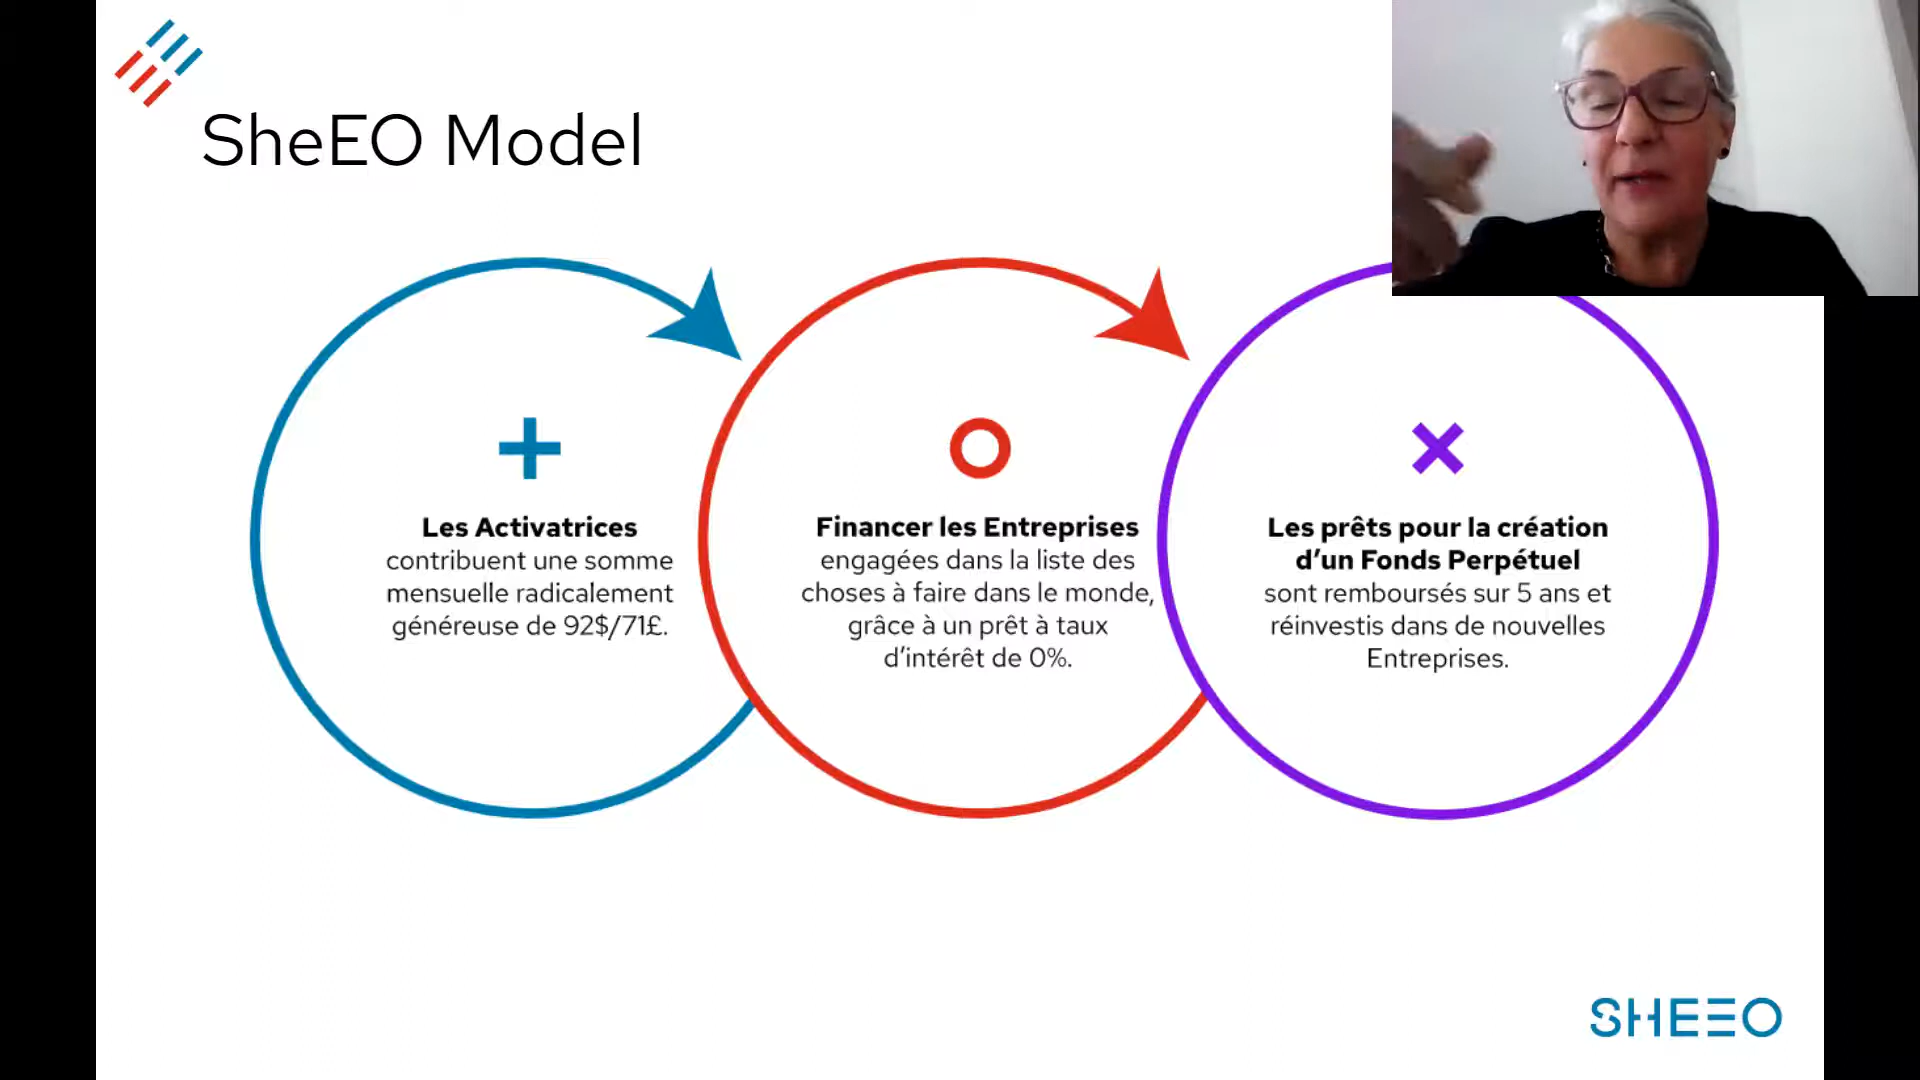 SheEO Model
Les Activatrices
contribuent une somme
mensuelle radicalement
généreuse de 92$/71£.
Financer les Entreprises
engagées dans la liste des
choses à faire dans le monde,
grâce à un prêt à taux
d’intérêt de 0%.
Les prêts pour la création
d’un Fonds Perpétuel
sont remboursés sur 5 ans et
réinvestis dans de nouvelles
Entreprises.
SHEEO